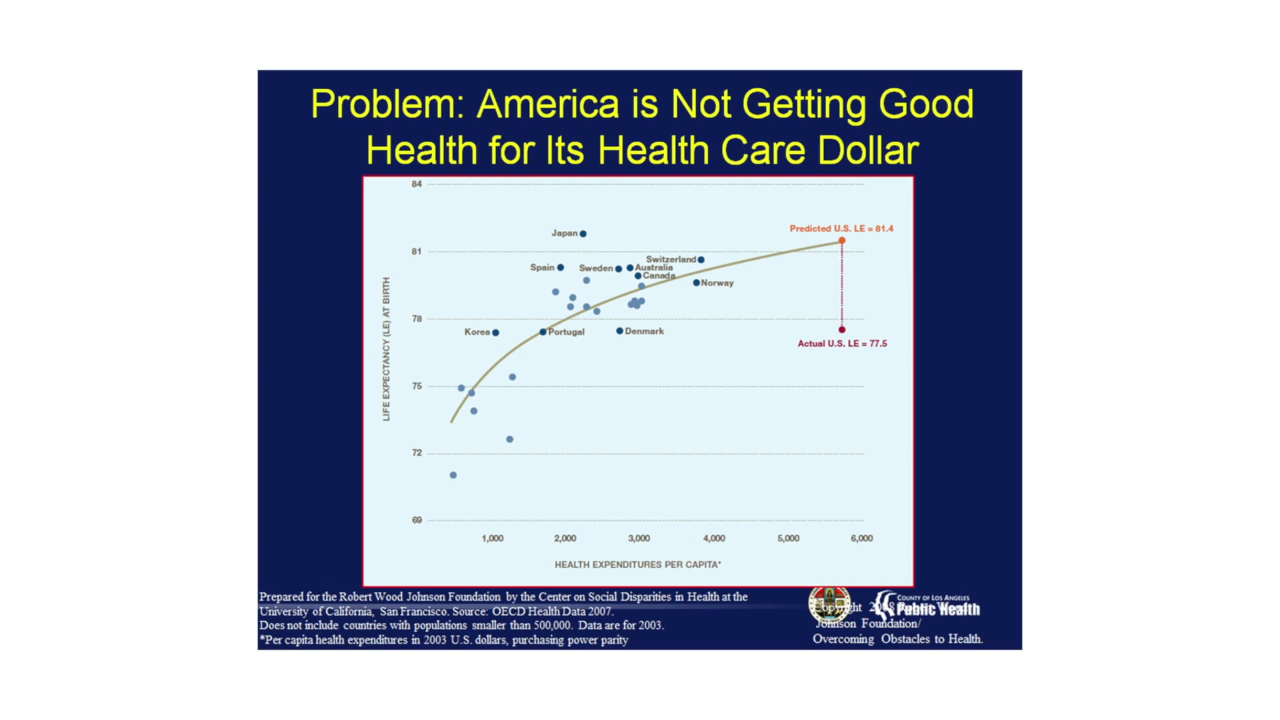 Problem: America is Not Getting Good
Health for Its Health Care Dollar
84
Predicted U.S. LE = 81.4
Japan
81
Switzerland
Spain
Sweden
Australia
Canada
Norway
78
Korea
Portugal
Denmark
Actual U.S. LE = 77.5
LIFE EXPECTANCY (LE) AT BIRTH
75
72
69
1,000 2,000 3,000 4,000 5,000 6,000
HEALTH EXPENDITURES PER CAPITA*
Prepared for the Robert Wood Johnson Foundation by the Center on Social Disparities in Health at the
University of California, San Francisco. Source: OECD Health Data 2007.
Does not include countries with populations smaller than 500,000. Data are for 2003.
*Per capita health expenditures in 2003 U.S. dollars, purchasing power parity
COUNTY OF LOS ANGELES
Public Health
Copyright
Johnson Foundation/
Overcoming Obstacles to Health.